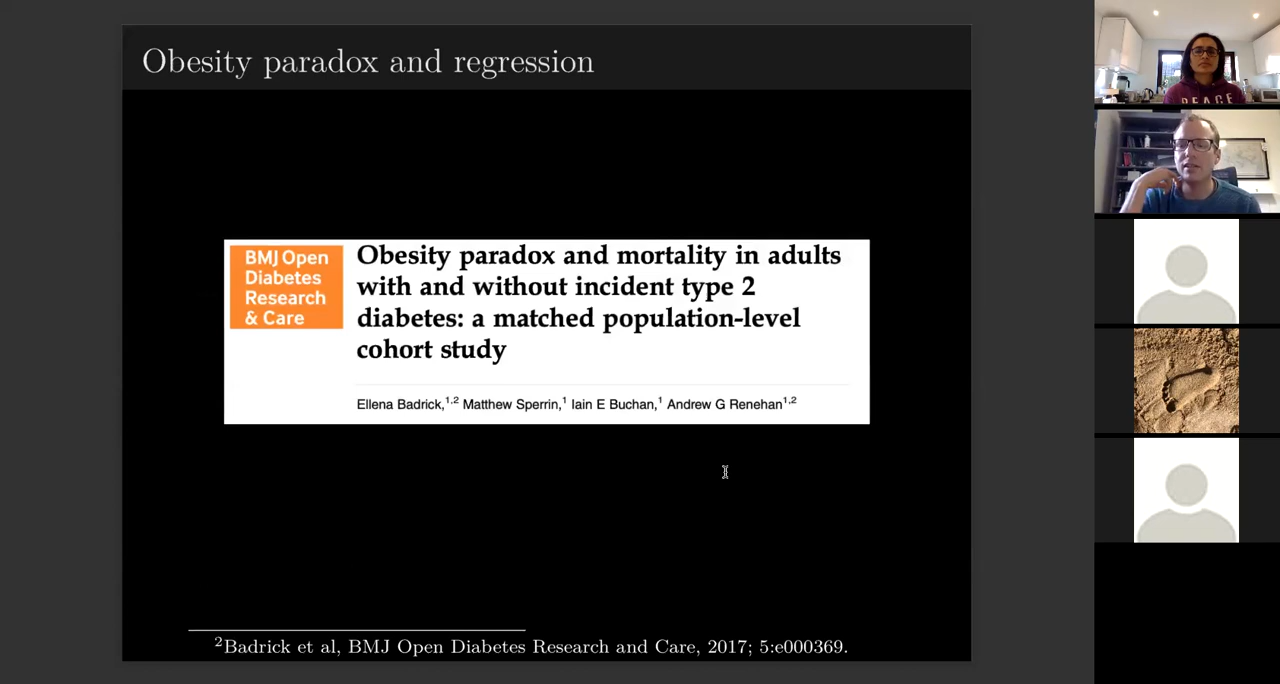 Obesity paradox and regression
BMJ Open
Diabetes
Research
& Care
Obesity paradox and mortality in adults
with and without incident type 2
diabetes: a matched population-level
cohort study
Ellena Badrick,1,2 Matthew Sperrin,1 Iain E Buchan,1 Andrew G Renehan1,2
2Badrick et al, BMJ Open Diabetes Research and Care, 2017; 5:e000369.
PEACE